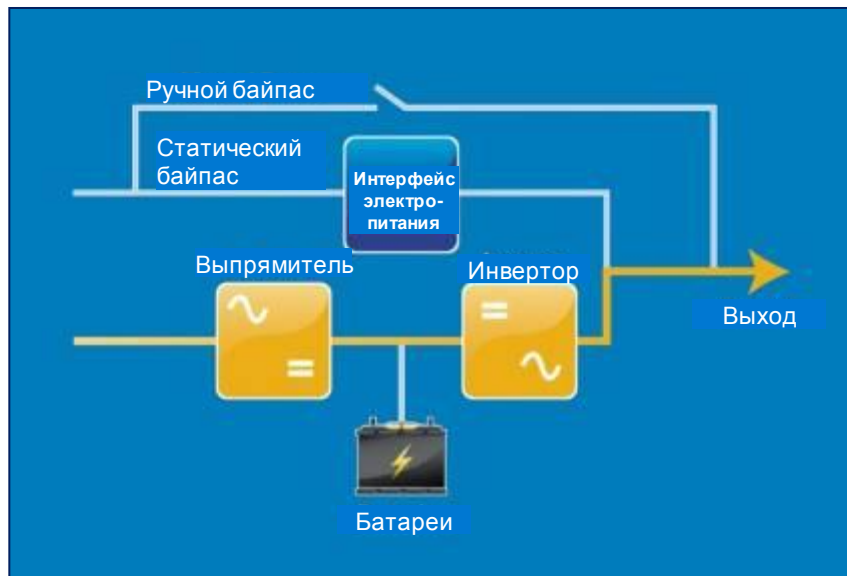 Ручной байпас
Статический
байпас
Интерфейс
электро-
питания
Выпрямитель
Инвертор
Выход
Батареи